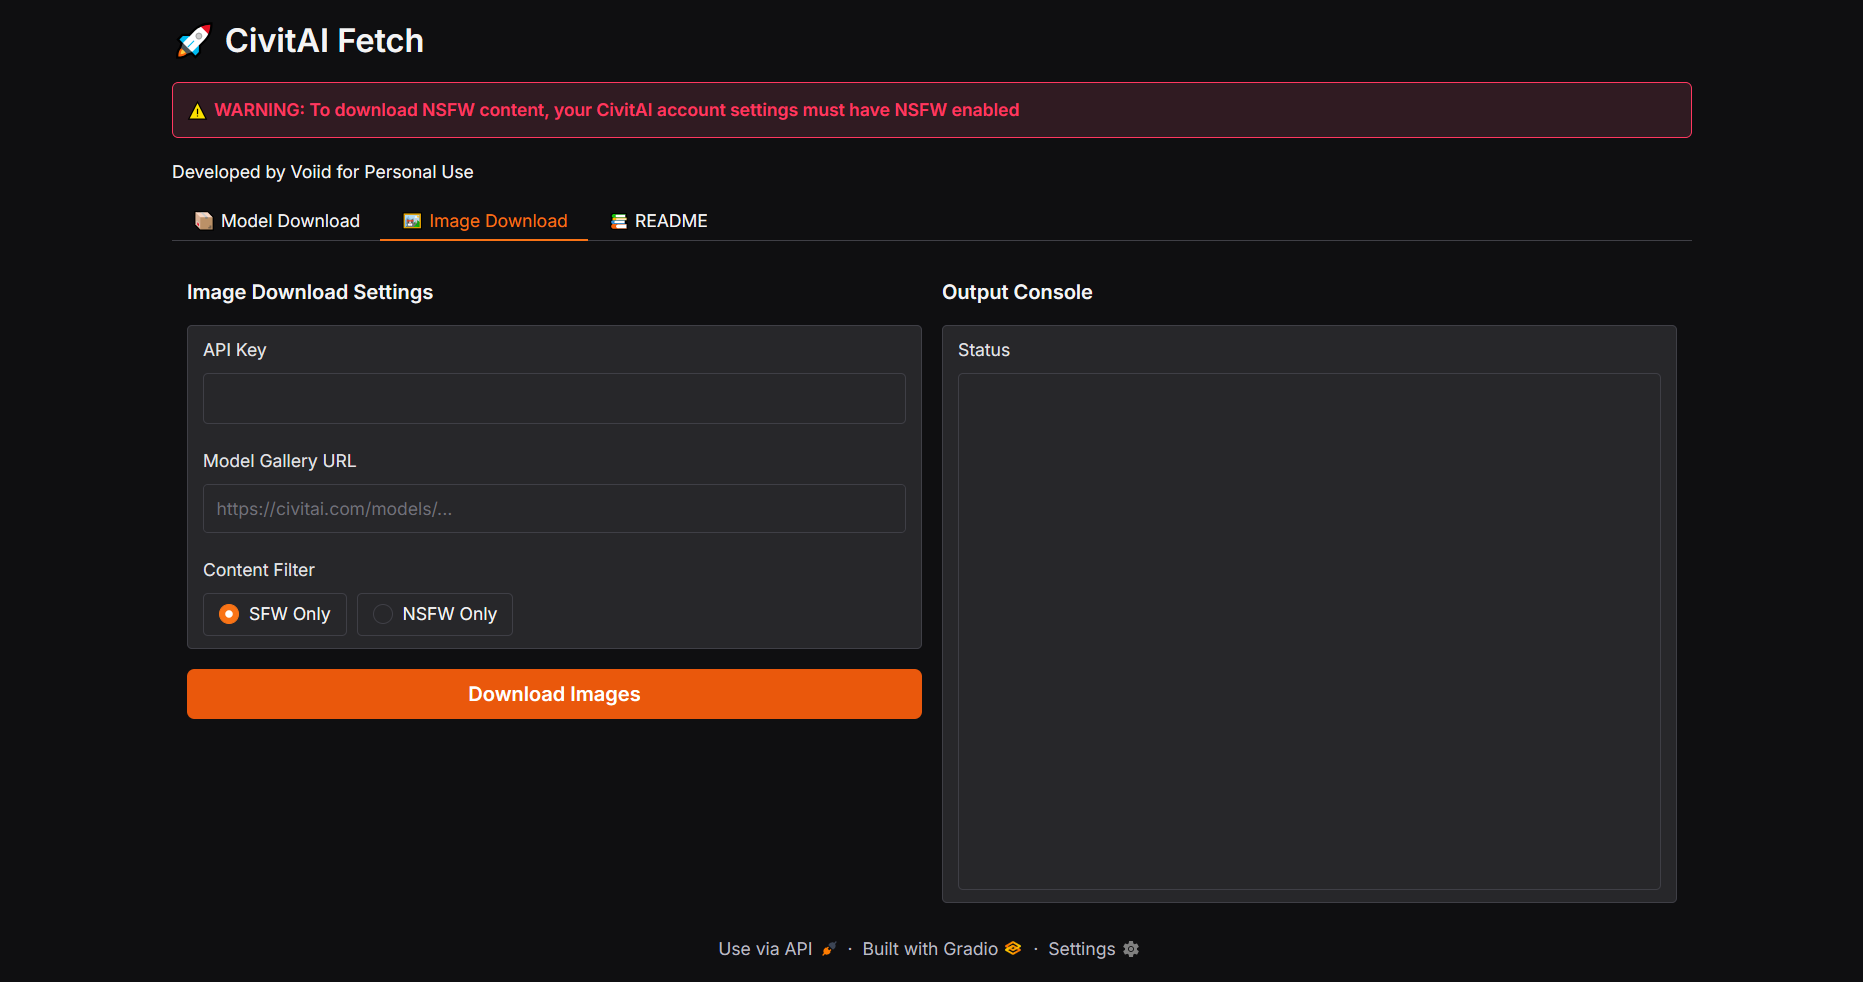 CivitAI Fetch
WARNING: To download NSFW content, your CivitAI account settings must have NSFW enabled
Developed by Voiid for Personal Use
Model Download
Image Download
README
Image Download Settings
API Key
Model Gallery URL
https://civitai.com/models/...
Content Filter
SFW Only
NSFW Only
Download Images
Output Console
Status
Use via API · Built with Gradio · Settings